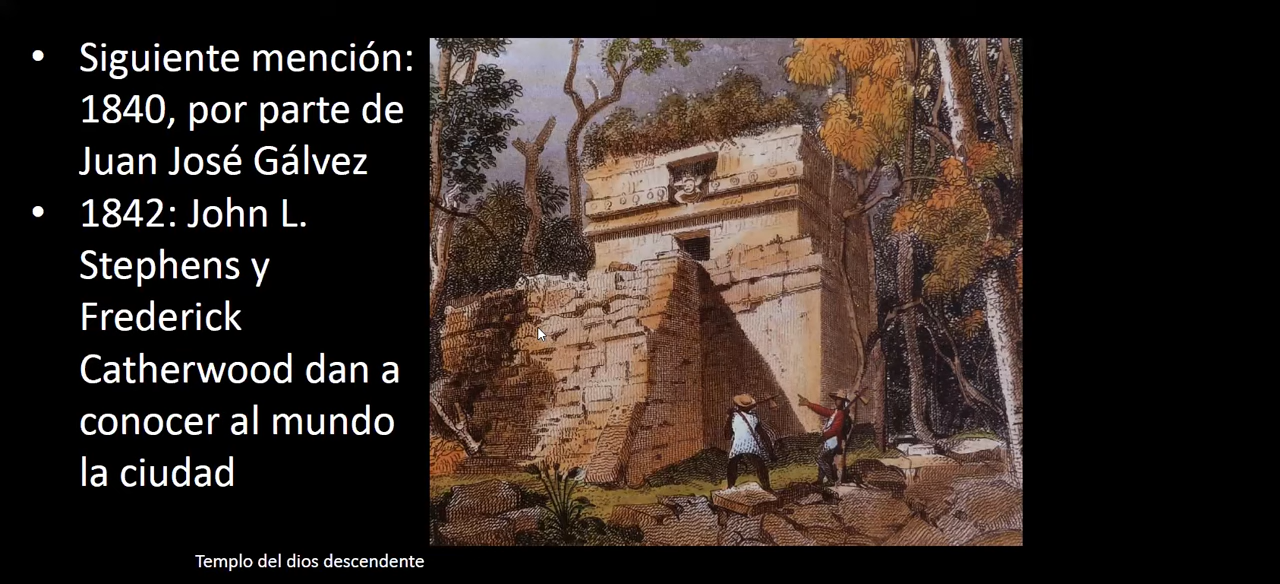 • Siguiente mención:
1840, por parte de
Juan José Gálvez
• 1842: John L.
Stephens y
Frederick
Catherwood dan a
conocer al mundo
la ciudad
Templo del dios descendente